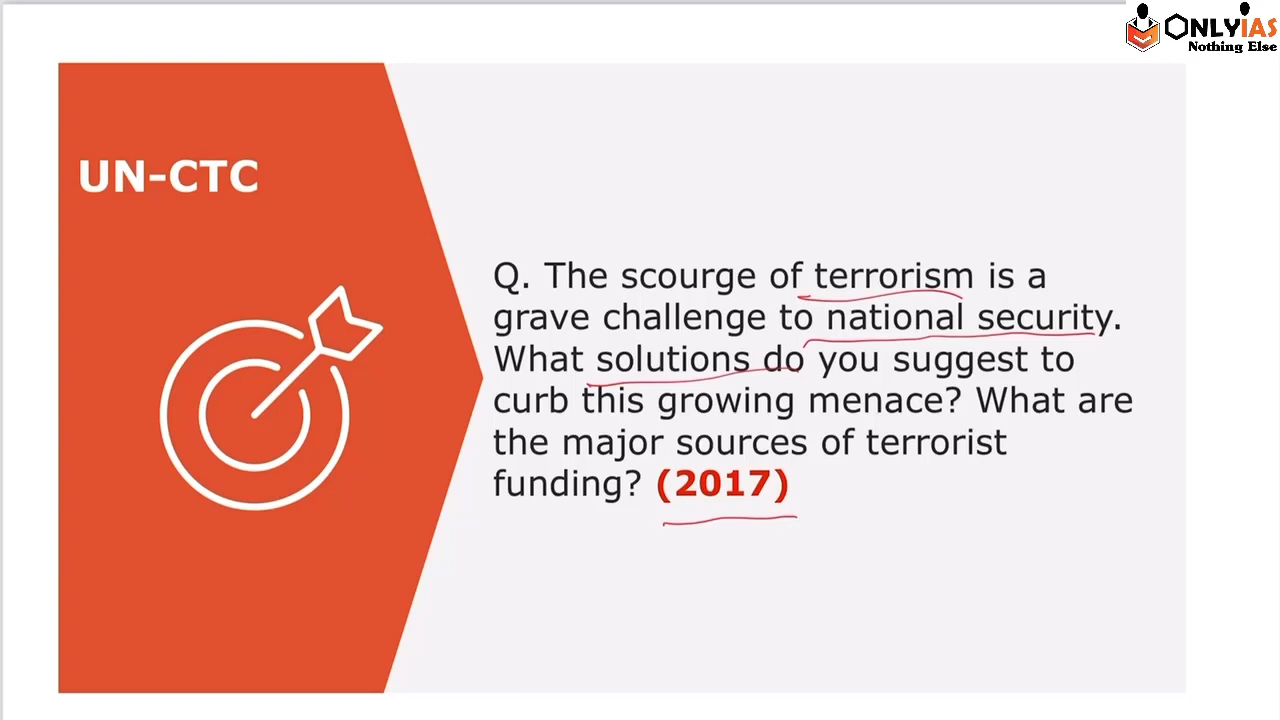 ONLYIAS
Nothing Else
UN-CTC
Q. The scourge of terrorism is a
grave challenge to national security.
What solutions do you suggest to
curb this growing menace? What are
the major sources of terrorist
funding? (2017)